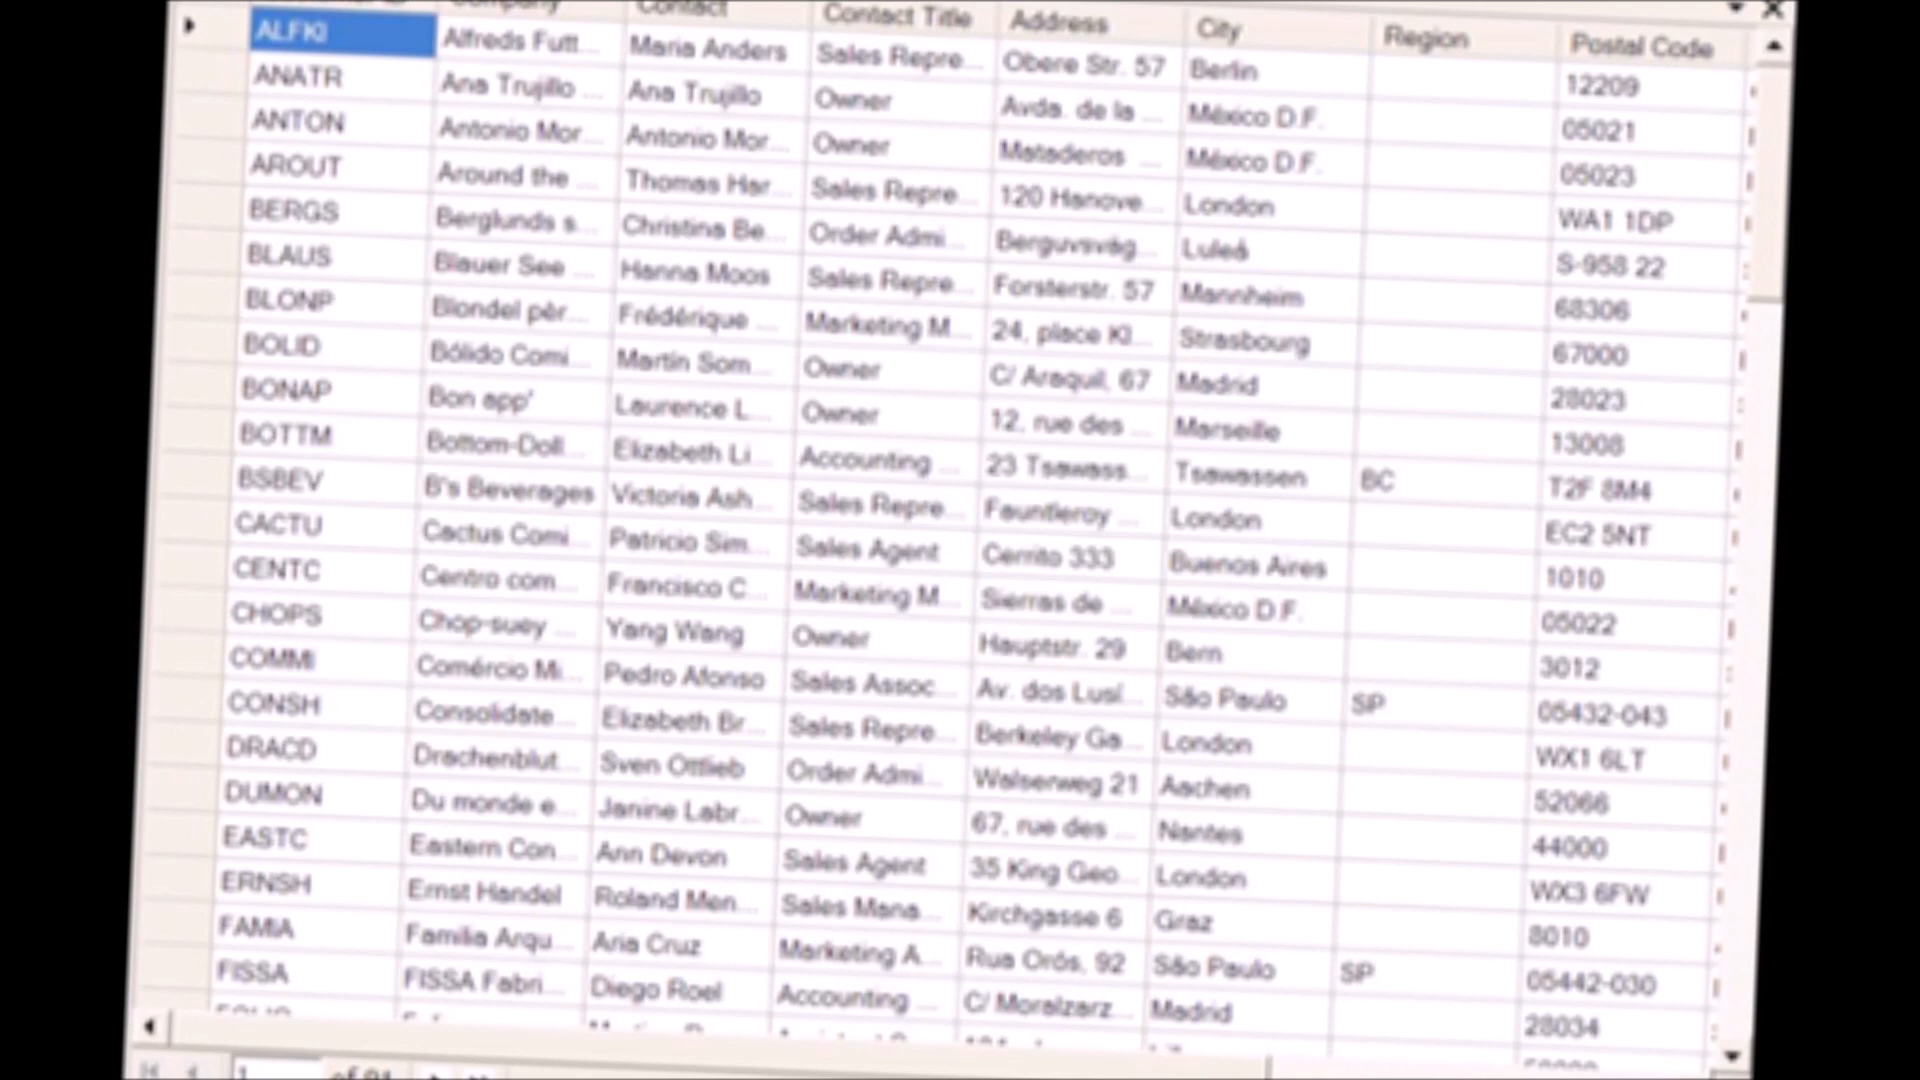 Company Contact Contact Title Address City Region Postal Code
ALFKI Alfreds Futt... Maria Anders Sales Repre... Obere Str. 57 Berlin 12209
ANATR Ana Trujillo ... Ana Trujillo Owner Avda. de la ... México D.F. 05021
ANTON Antonio Mor... Antonio Mor... Owner Mataderos ... México D.F. 05023
AROUT Around the ... Thomas Har... Sales Repre... 120 Hanove... London WA1 1DP
BERGS Berglunds s... Christina Be... Order Admi... Berguvsväg... Luleå S-958 22
BLAUS Blauer See ... Hanna Moos Sales Repre... Forsterstr. 57 Mannheim 68306
BLONP Blondel pèr... Frédérique ... Marketing M... 24, place Kl... Strasbourg 67000
BOLID Bólido Comi... Martín Som... Owner C/ Araquil, 67 Madrid 28023
BONAP Bon app' Laurence L... Owner 12, rue des ... Marseille 13008
BOTTM Bottom-Doll... Elizabeth Li... Accounting ... 23 Tsawass... Tsawassen BC T2F 8M4
BSBEV B's Beverages Victoria Ash... Sales Repre... Fauntleroy ... London EC2 5NT
CACTU Cactus Comi... Patricio Sim... Sales Agent Cerrito 333 Buenos Aires 1010
CENTC Centro com... Francisco C... Marketing M... Sierras de ... México D.F. 05022
CHOPS Chop-suey ... Yang Wang Owner Hauptstr. 29 Bern 3012
COMMI Comércio Mi... Pedro Afonso Sales Assoc... Av. dos Lusí... São Paulo SP 05432-043
CONSH Consolidate... Elizabeth Br... Sales Repre... Berkeley Ga... London WX1 6LT
DRACD Drachenblut... Sven Ottlieb Order Admi... Walserweg 21 Aachen 52066
DUMON Du monde e... Janine Labr... Owner 67, rue des ... Nantes 44000
EASTC Eastern Con... Ann Devon Sales Agent 35 King Geo... London WX3 6FW
ERNSH Ernst Handel Roland Men... Sales Mana... Kirchgasse 6 Graz 8010
FAMIA Familia Arqu... Aria Cruz Marketing A... Rua Orós, 92 São Paulo SP 05442-030
FISSA FISSA Fabri... Diego Roel Accounting ... C/ Moralzarz... Madrid 28034
1 of 91